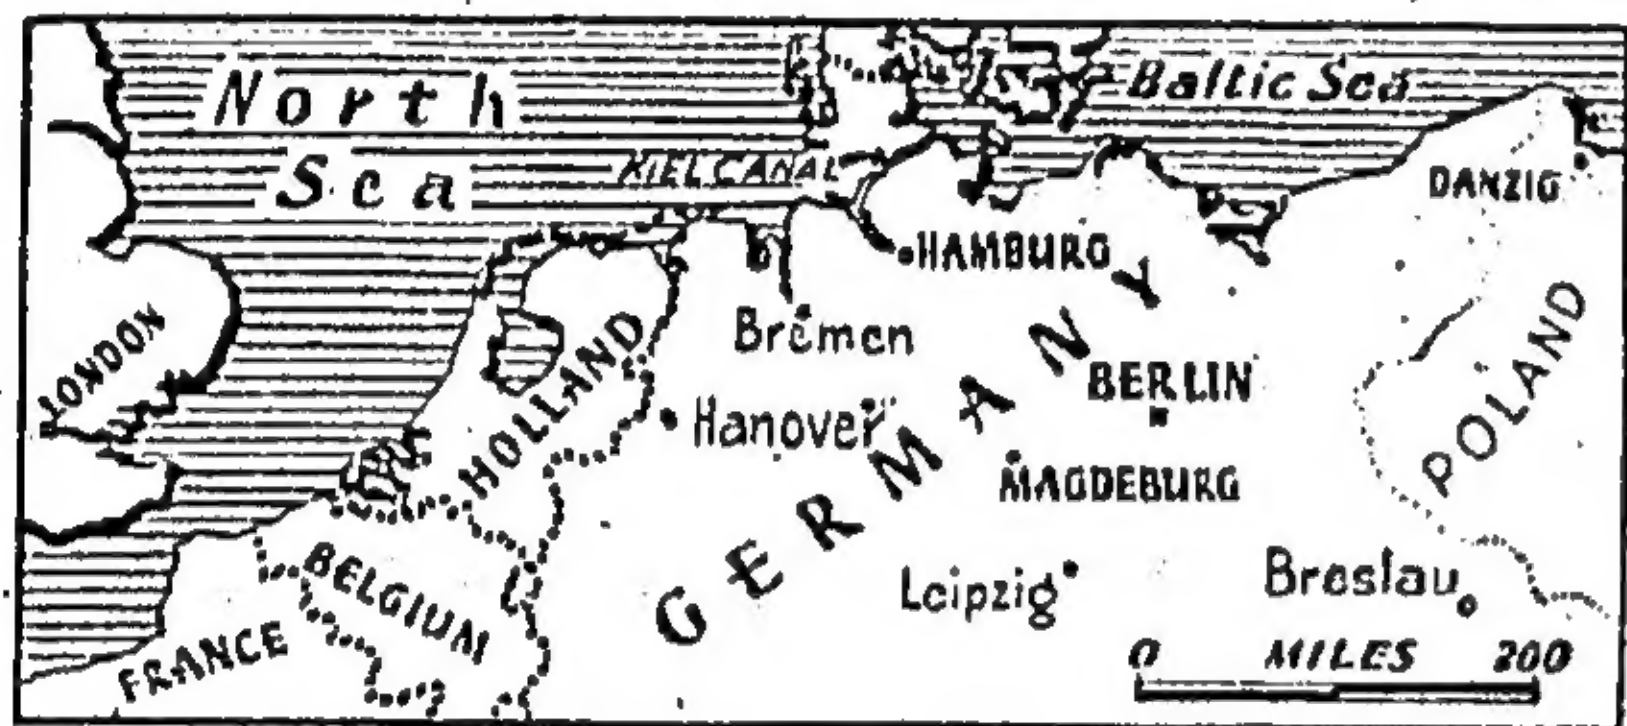 North
Sea
Baltic Sea
KIEL CANAL
DANZIG
HAMBURG
LONDON
Bremen
HOLLAND
POLAND
BERLIN
Hanover
GERMANY
MAGDEBURG
BELGIUM
Leipzig
Breslau
FRANCE
0 MILES 200